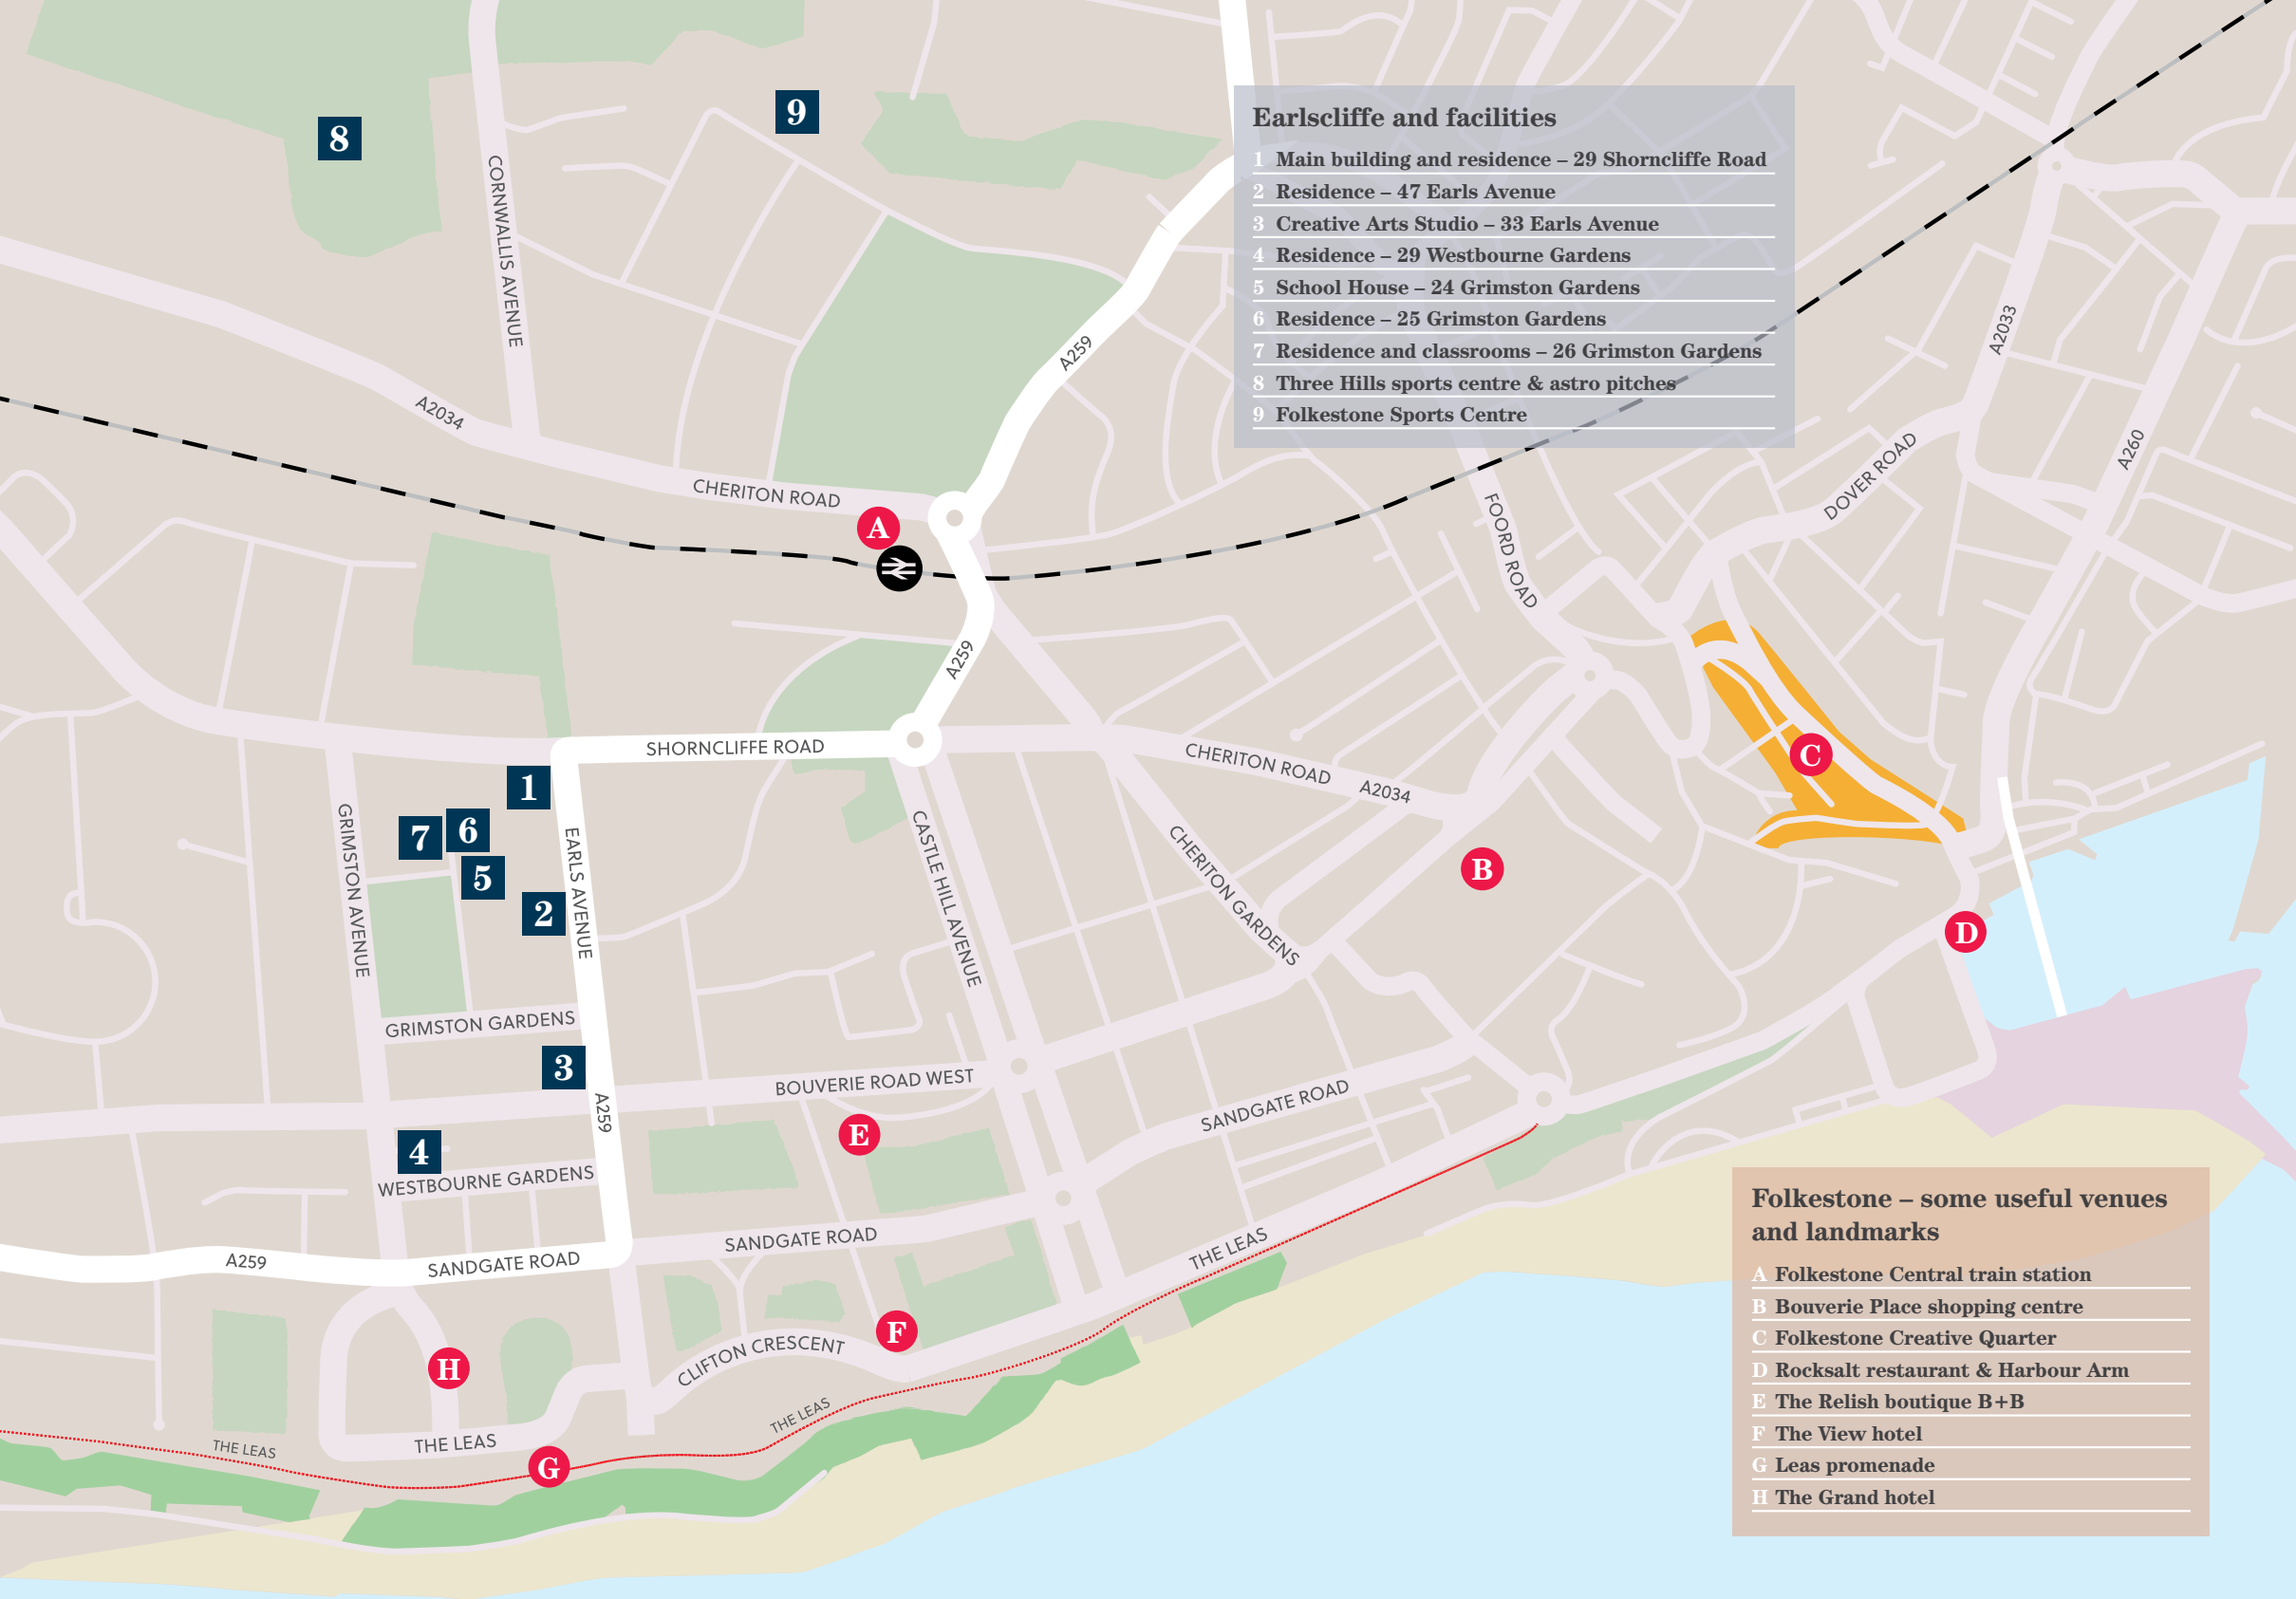 8
9
CORNWALLIS AVENUE
Earlscliffe and facilities
1 Main building and residence – 29 Shorncliffe Road
2 Residence – 47 Earls Avenue
3 Creative Arts Studio – 33 Earls Avenue
4 Residence – 29 Westbourne Gardens
5 School House – 24 Grimston Gardens
6 Residence – 25 Grimston Gardens
7 Residence and classrooms – 26 Grimston Gardens
8 Three Hills sports centre & astro pitches
9 Folkestone Sports Centre
A259
A2033
A2034
A260
CHERITON ROAD
DOVER ROAD
A
FOORD ROAD
A259
SHORNCLIFFE ROAD
CHERITON ROAD
A2034
C
1
7
6
5
2
GRIMSTON AVENUE
EARLS AVENUE
CASTLE HILL AVENUE
CHERITON GARDENS
B
D
GRIMSTON GARDENS
3
BOUVERIE ROAD WEST
A259
SANDGATE ROAD
E
4
WESTBOURNE GARDENS
SANDGATE ROAD
THE LEAS
A259
SANDGATE ROAD
F
H
CLIFTON CRESCENT
THE LEAS
THE LEAS
THE LEAS
G
Folkestone – some useful venues
and landmarks
A Folkestone Central train station
B Bouverie Place shopping centre
C Folkestone Creative Quarter
D Rocksalt restaurant & Harbour Arm
E The Relish boutique B+B
F The View hotel
G Leas promenade
H The Grand hotel